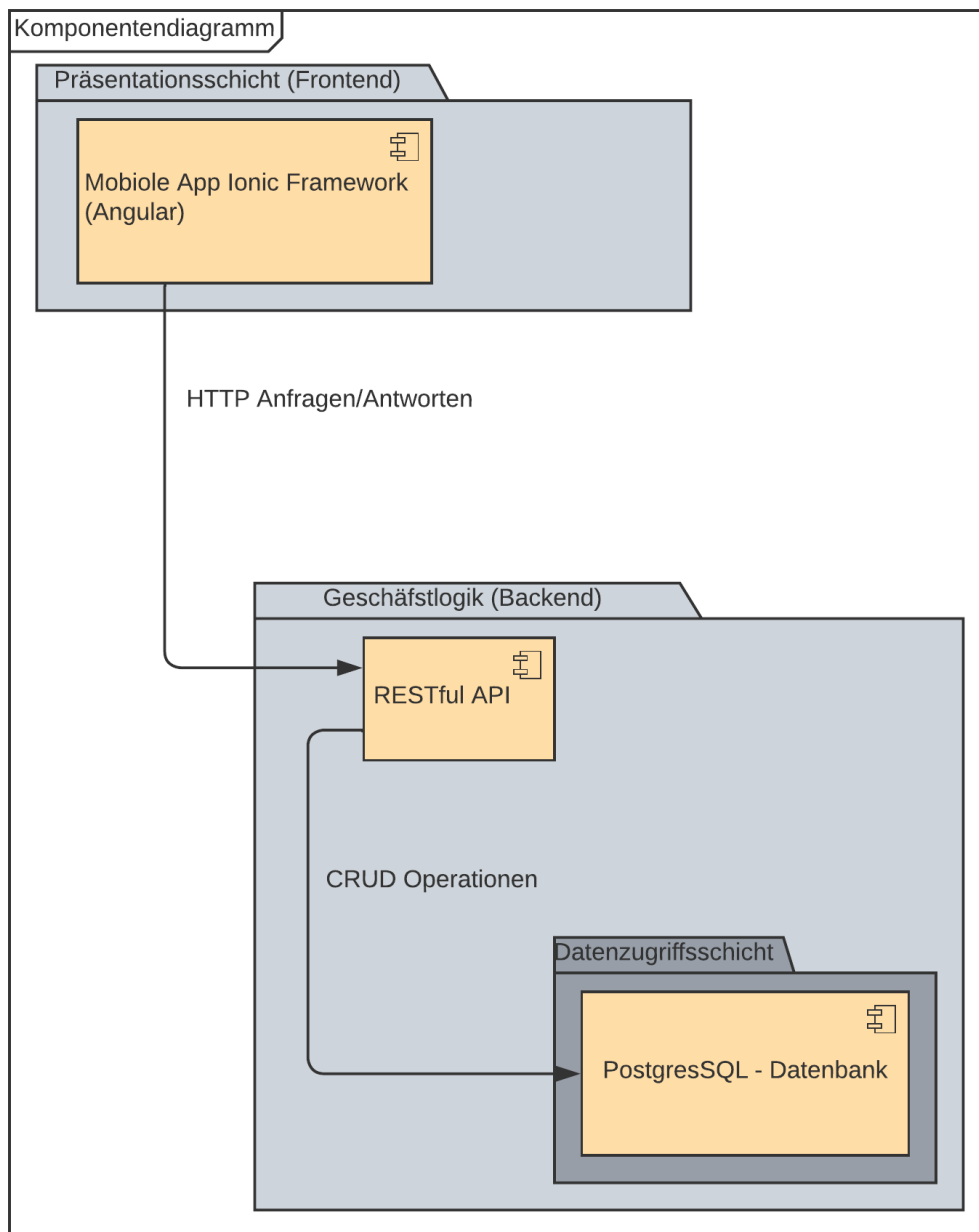 Komponentendiagramm
Präsentationsschicht (Frontend)
Mobiole App Ionic Framework
(Angular)
HTTP Anfragen/Antworten
Geschäfstlogik (Backend)
RESTful API
CRUD Operationen
Datenzugriffsschicht
PostgresSQL - Datenbank